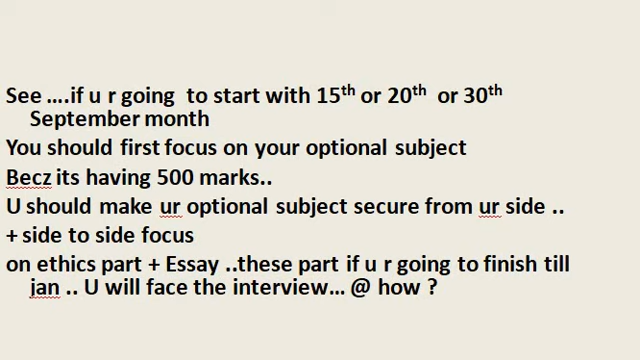 See ....if u r going  to start with 15th or 20th  or 30th
September month
You should first focus on your optional subject
Becz its having 500 marks..
U should make ur optional subject secure from ur side ..
+ side to side focus
on ethics part + Essay ..these part if u r going to finish till
jan .. U will face the interview... @ how ?